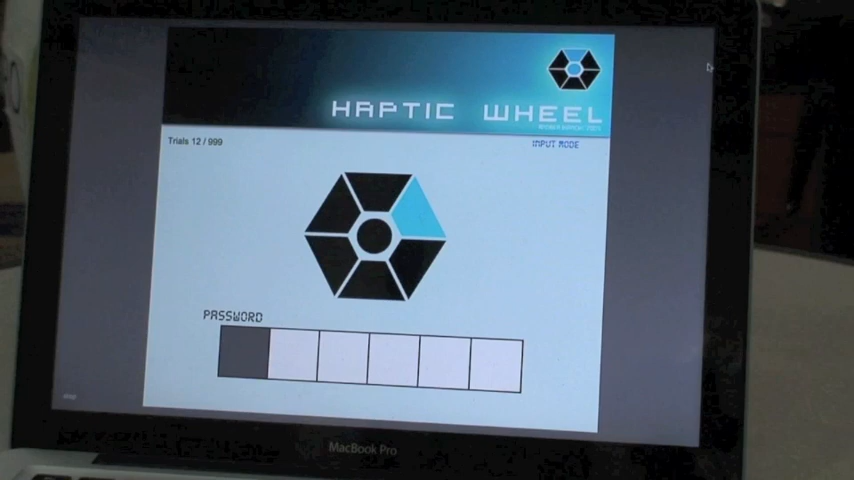 HAPTIC WHEEL
Trials 12 / 999
INPUT MODE
PASSWORD
MacBook Pro